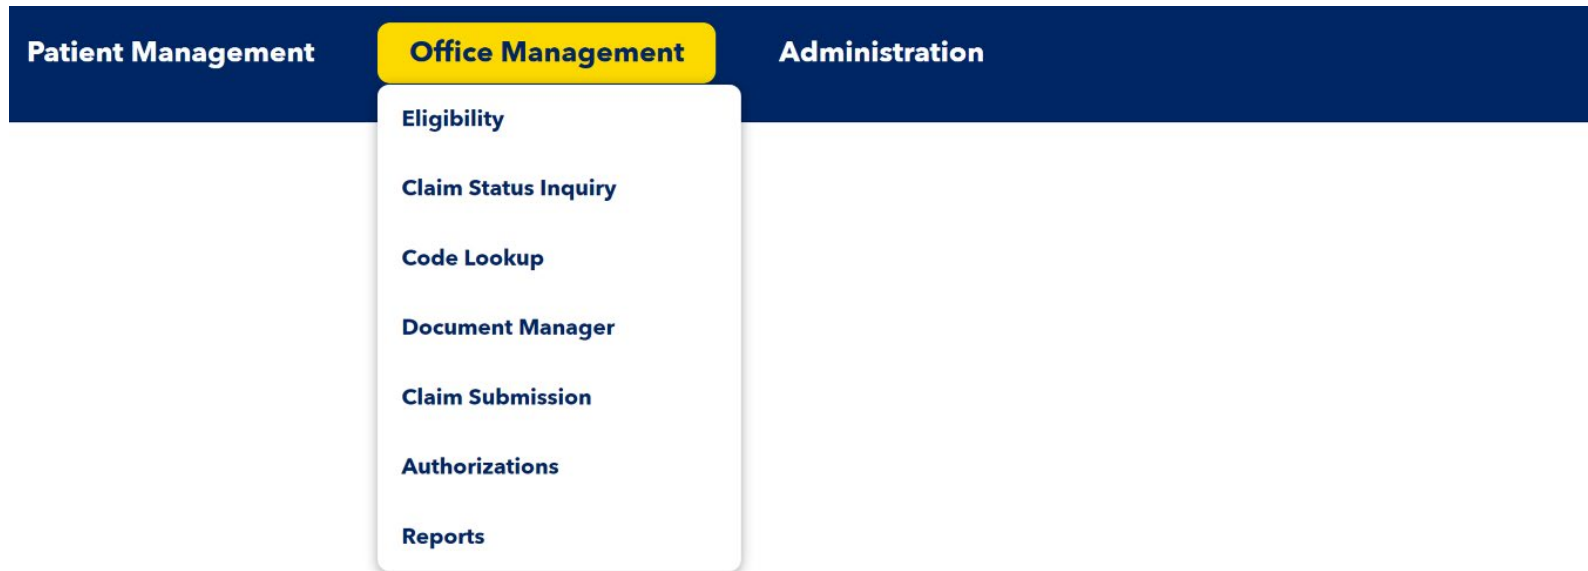 Patient Management Office Management Administration
Eligibility
Claim Status Inquiry
Code Lookup
Document Manager
Claim Submission
Authorizations
Reports